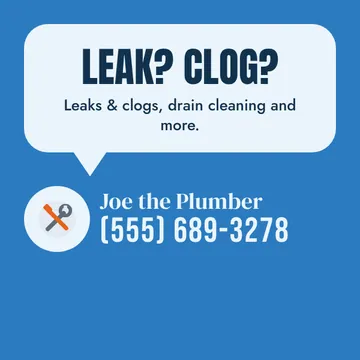 LEAK? CLOG?
Leaks & clogs, drain cleaning and
more.
Joe the Plumber
(555) 689-3278